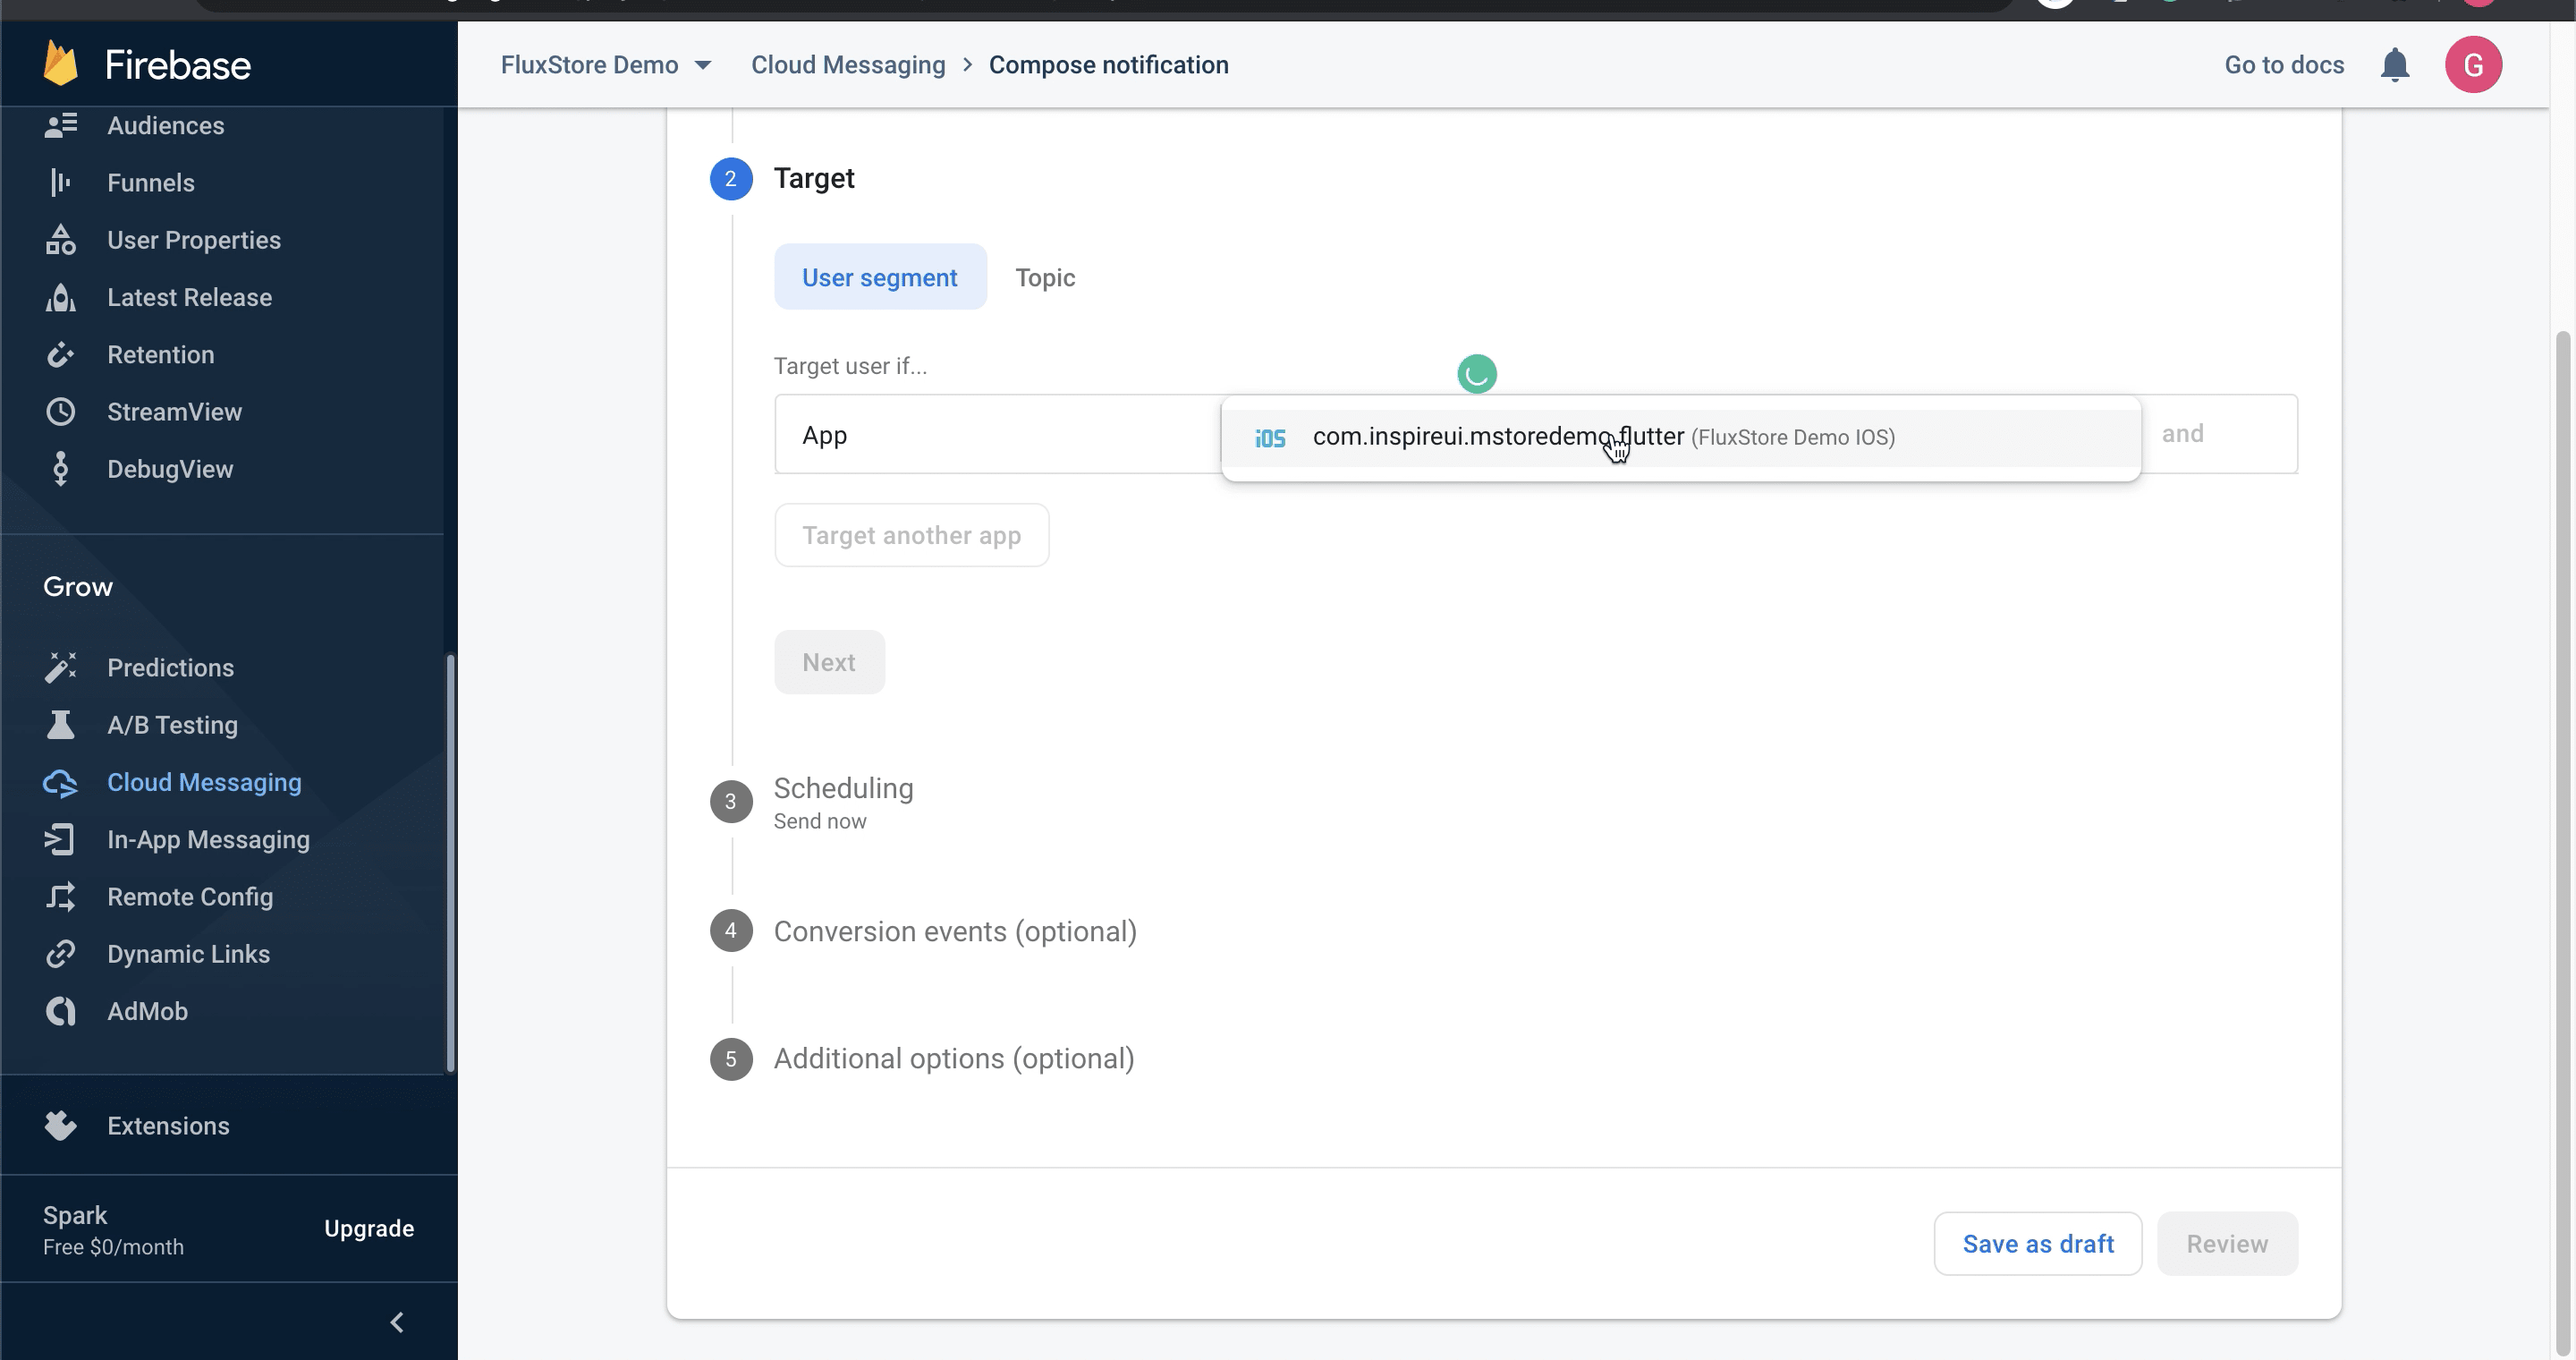 Firebase
FluxStore Demo
Cloud Messaging > Compose notification
Go to docs
G
Audiences
Funnels
User Properties
Latest Release
Retention
StreamView
DebugView
Grow
Predictions
A/B Testing
Cloud Messaging
In-App Messaging
Remote Config
Dynamic Links
AdMob
Extensions
Spark
Free $0/month
Upgrade
2 Target
User segment Topic
Target user if...
App
iOS com.inspireui.mstoredemo.flutter (FluxStore Demo IOS)
and
Target another app
Next
3 Scheduling
Send now
4 Conversion events (optional)
5 Additional options (optional)
Save as draft Review